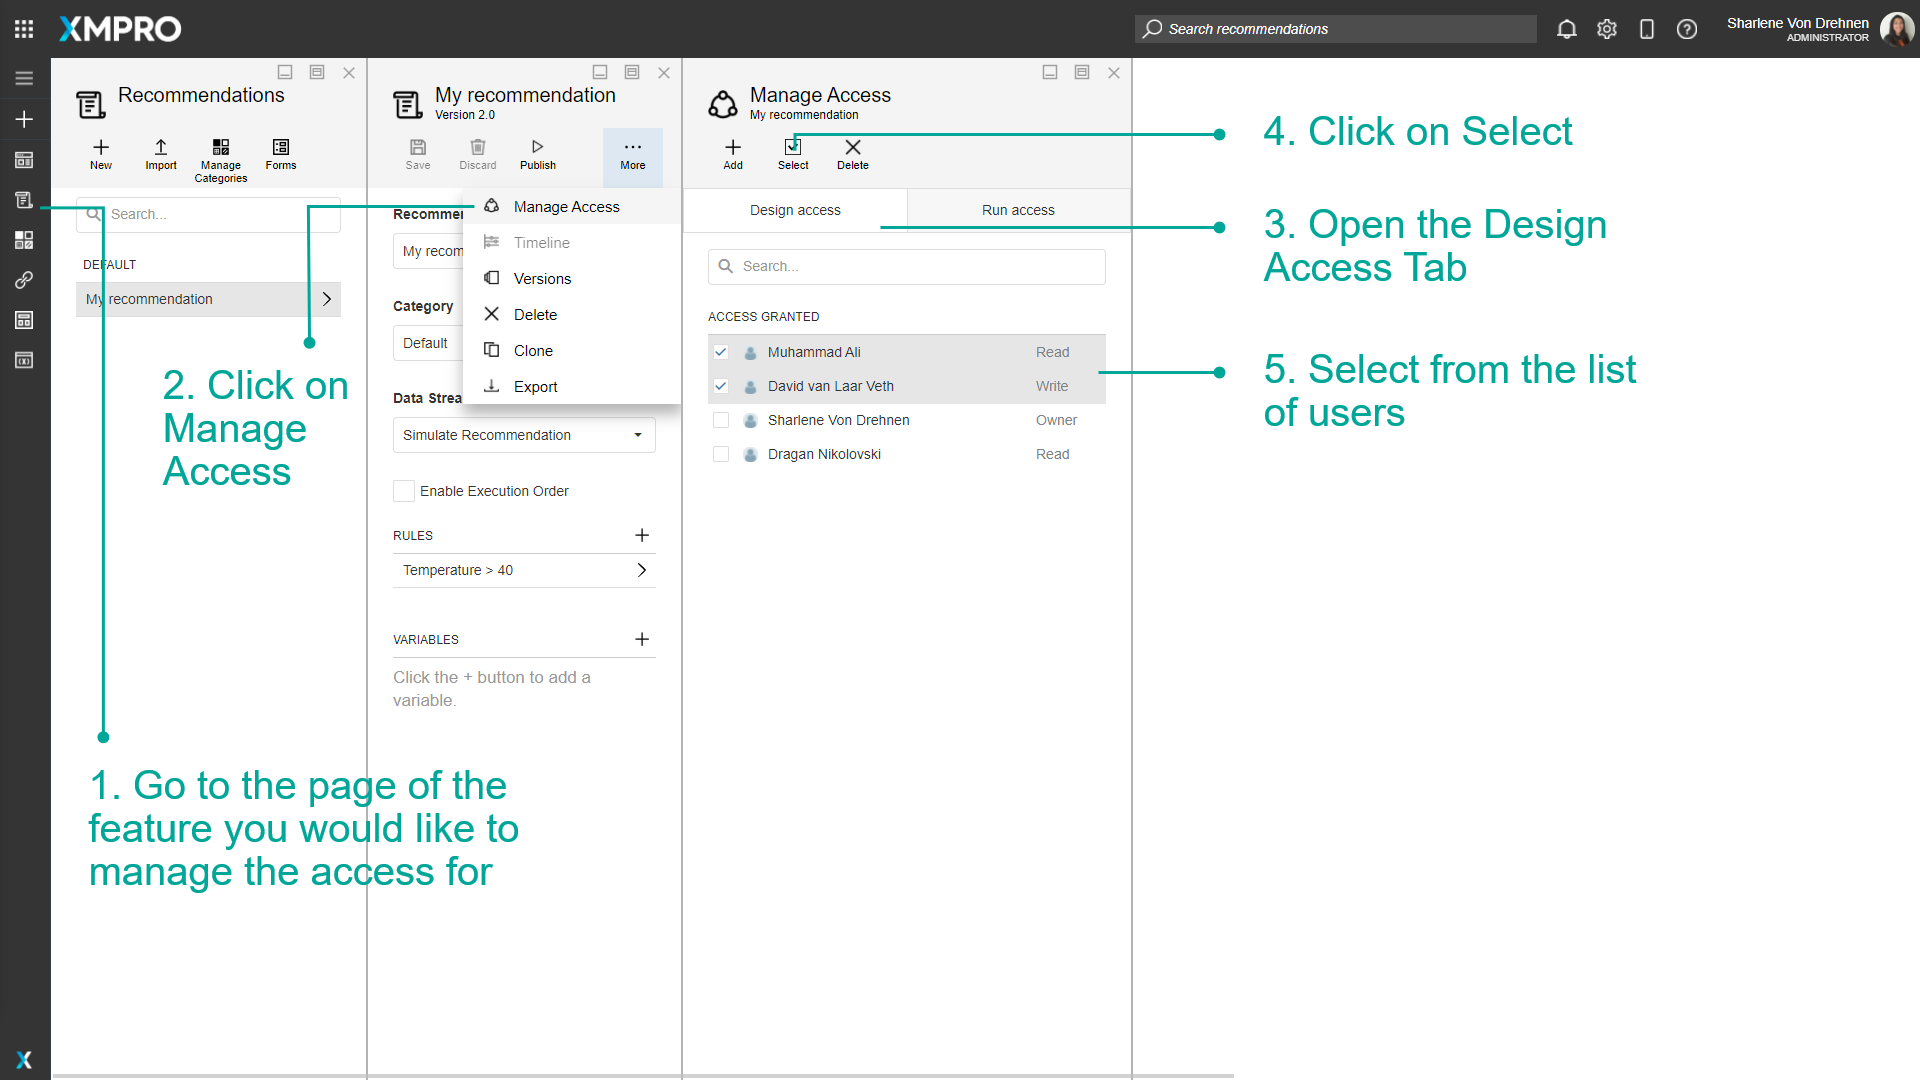 XMPRO
Search recommendations
Sharlene Von Drehnen
ADMINISTRATOR
Recommendations
New
Import
Manage
Categories
Forms
Search...
DEFAULT
My recommendation
My recommendation
Version 2.0
Save
Discard
Publish
More
Manage Access
Timeline
Versions
Delete
Clone
Export
Recommer
My recom
Category
Default
Data Strea
Simulate Recommendation
Enable Execution Order
RULES
Temperature > 40
VARIABLES
Click the + button to add a
variable.
Manage Access
My recommendation
Add
Select
Delete
Design access
Run access
Search...
ACCESS GRANTED
Muhammad Ali Read
David van Laar Veth Write
Sharlene Von Drehnen Owner
Dragan Nikolovski Read
4. Click on Select
3. Open the Design
Access Tab
5. Select from the list
of users
2. Click on
Manage
Access
1. Go to the page of the
feature you would like to
manage the access for